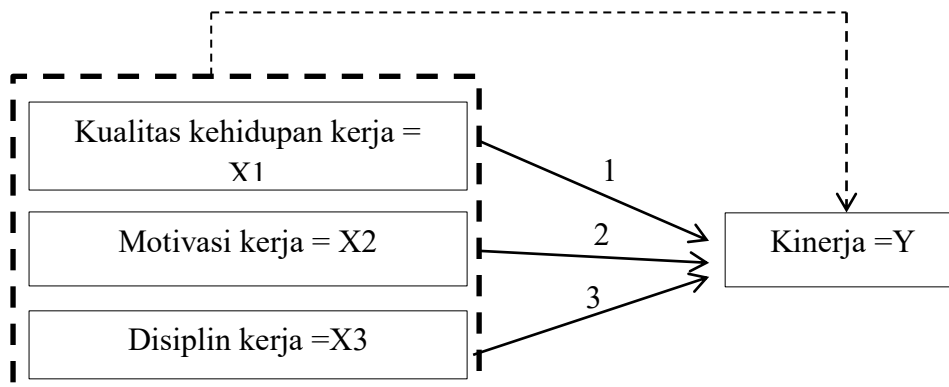 Kualitas kehidupan kerja =
X1
1
Motivasi kerja = X2
2
Kinerja =Y
3
Disiplin kerja =X3